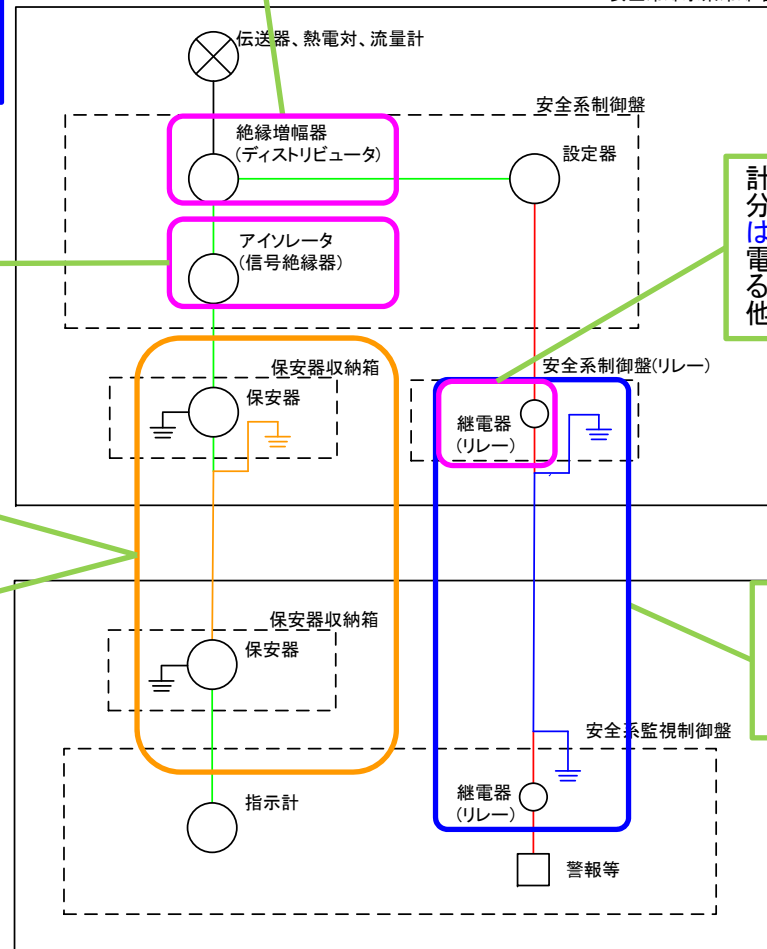 伝送器、熱電対、流量計
安全系制御盤
絶縁増幅器
(ディストリビュータ)
設定器
アイソレータ
(信号絶縁器)
計
分
は
電
る
他
保安器収納箱
保安器
安全系制御盤(リレー)
継電器
(リレー)
保安器収納箱
保安器
安全系監視制御盤
指示計
継電器
(リレー)
警報等